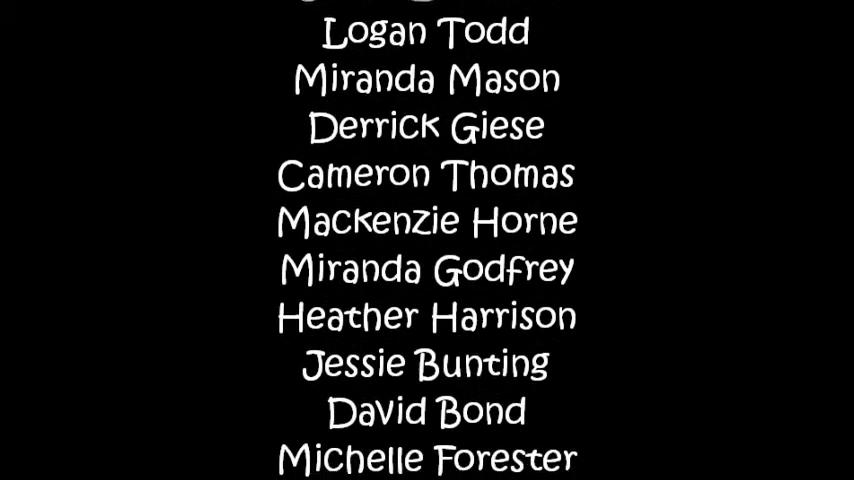 Logan Todd
Miranda Mason
Derrick Giese
Cameron Thomas
Mackenzie Horne
Miranda Godfrey
Heather Harrison
Jessie Bunting
David Bond
Michelle Forester